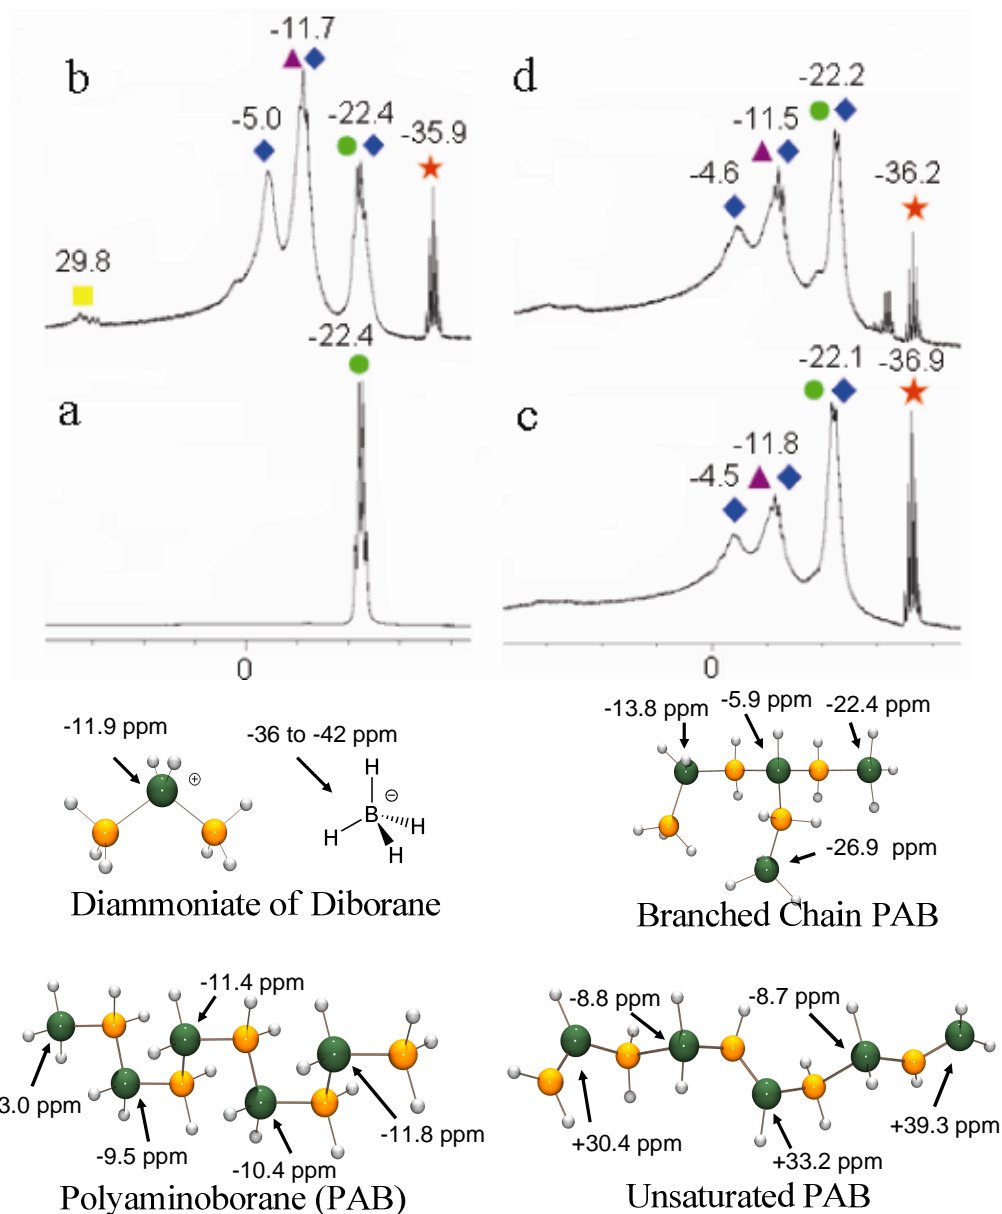 b
-11.7
-5.0
-22.4
-35.9
29.8
d
-22.2
-11.5
-4.6
-36.2
a
-22.4
0
c
-22.1
-36.9
-11.8
-4.5
0
-11.9 ppm
-36 to -42 ppm
H
B
H
H
H
Diammoniate of Diborane
-13.8 ppm
-5.9 ppm
-22.4 ppm
-26.9 ppm
Branched Chain PAB
-11.4 ppm
3.0 ppm
-9.5 ppm
-10.4 ppm
-11.8 ppm
Polyaminoborane (PAB)
-8.8 ppm
-8.7 ppm
+30.4 ppm
+33.2 ppm
+39.3 ppm
Unsaturated PAB